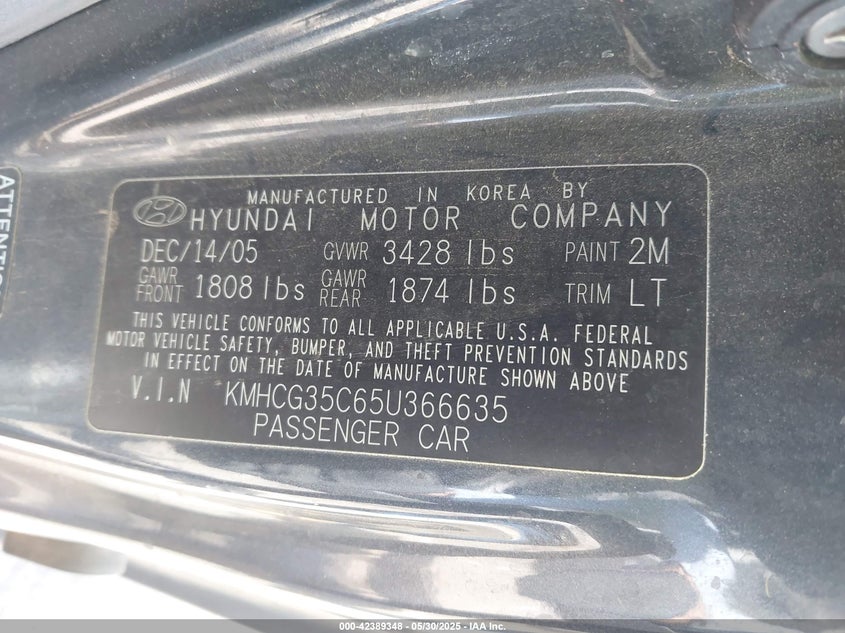 ATTENTIO
MANUFACTURED IN KOREA BY
HYUNDAI MOTOR COMPANY
DEC/14/05 GVWR 3428 lbs PAINT 2M
GAWR FRONT 1808 lbs GAWR REAR 1874 lbs TRIM LT
THIS VEHICLE CONFORMS TO ALL APPLICABLE U.S.A. FEDERAL
MOTOR VEHICLE SAFETY, BUMPER, AND THEFT PREVENTION STANDARDS
IN EFFECT ON THE DATE OF MANUFACTURE SHOWN ABOVE
V.I.N KMHCG35C65U366635
PASSENGER CAR
000-42389348 - 05/30/2025 - IAA Inc.